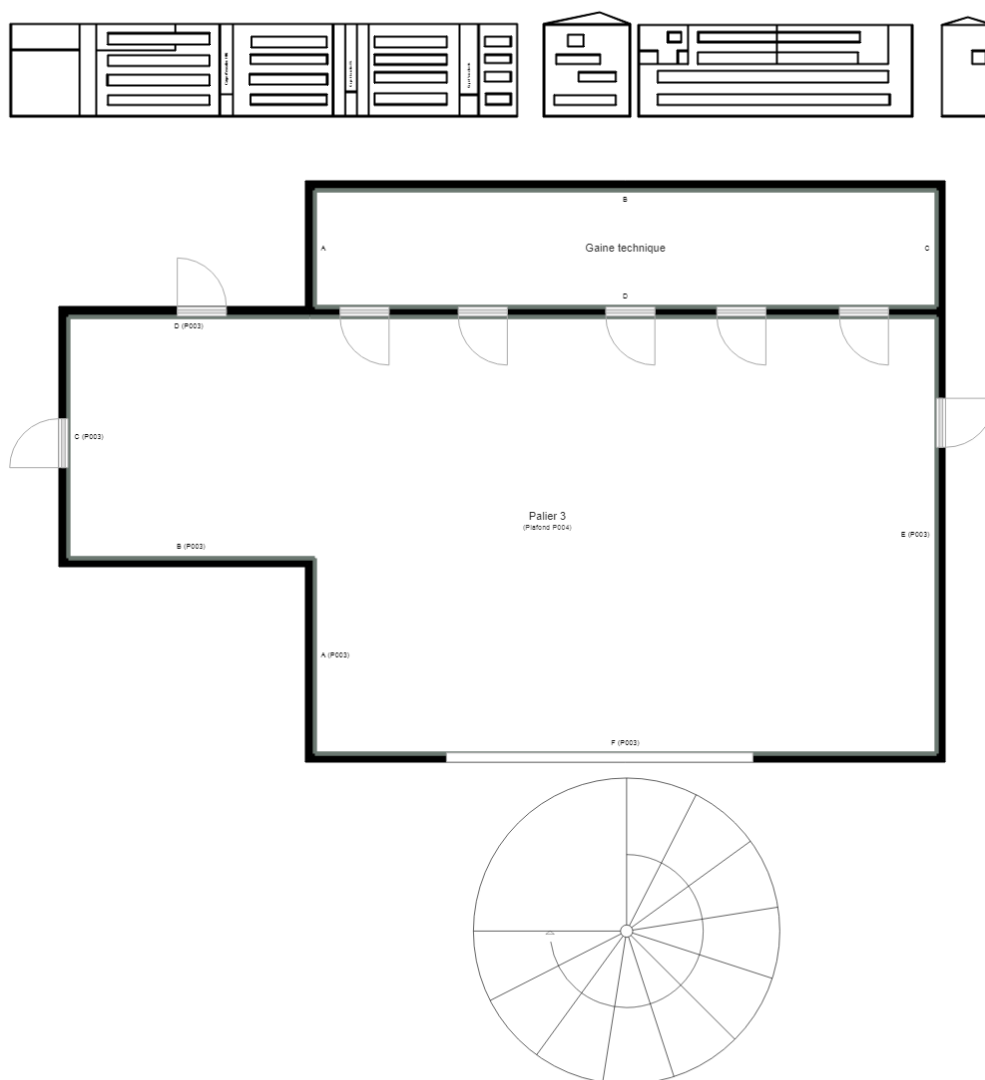 B
A
Gaine technique
C
D
D (P003)
C (P003)
Palier 3
(Plafond P004)
E (P003)
B (P003)
A (P003)
F (P003)